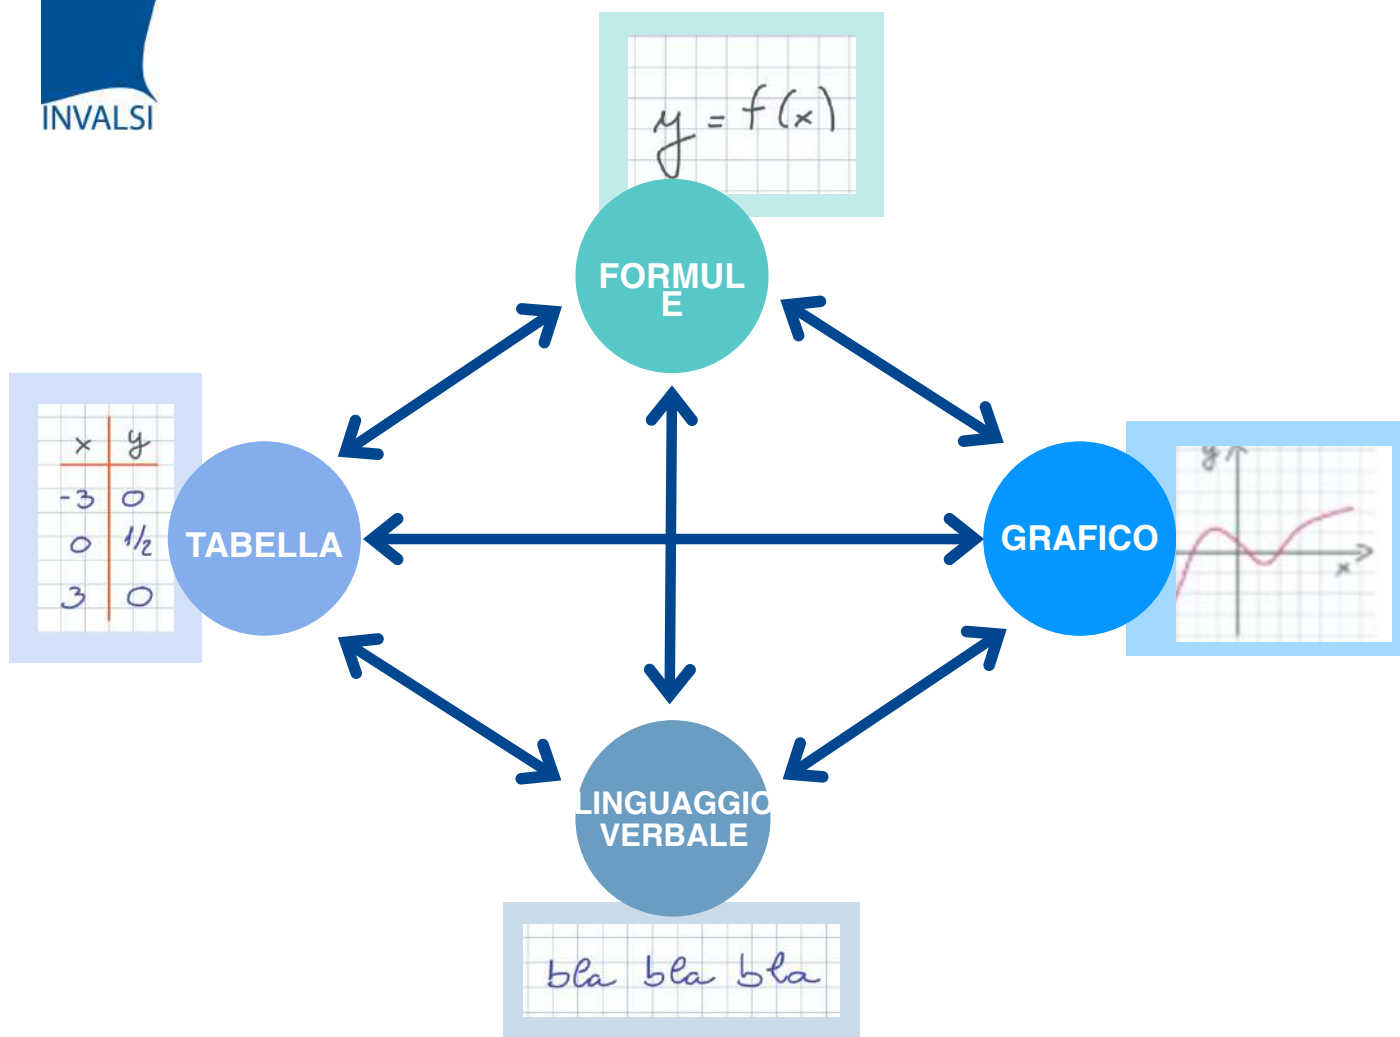 INVALSI
y = f(x)
FORMUL
E
x y
-3 0
0 1/2
3 0
TABELLA
GRAFICO
y
x
LINGUAGGIO
VERBALE
bla bla bla